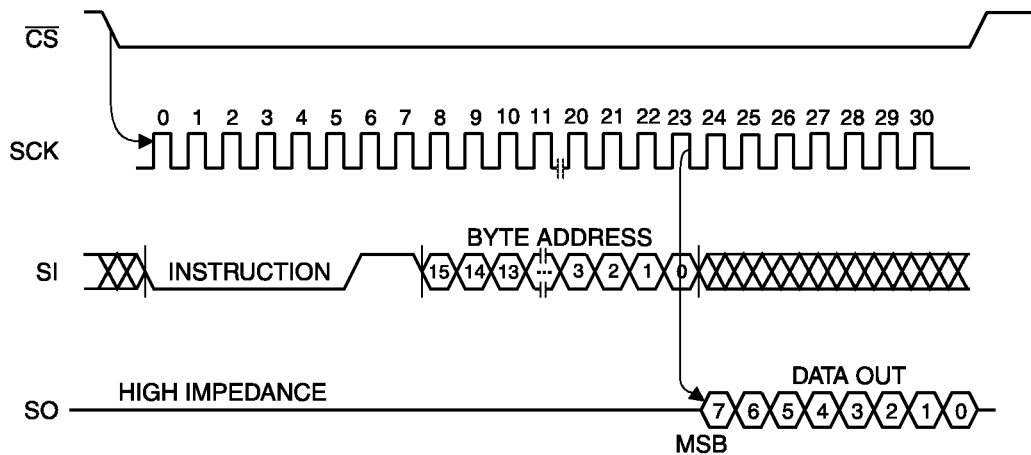 CS
0 1 2 3 4 5 6 7 8 9 10 11 20 21 22 23 24 25 26 27 28 29 30
SCK
BYTE ADDRESS
SI INSTRUCTION 15 14 13 ... 3 2 1 0
DATA OUT
HIGH IMPEDANCE
SO 7 6 5 4 3 2 1 0
MSB